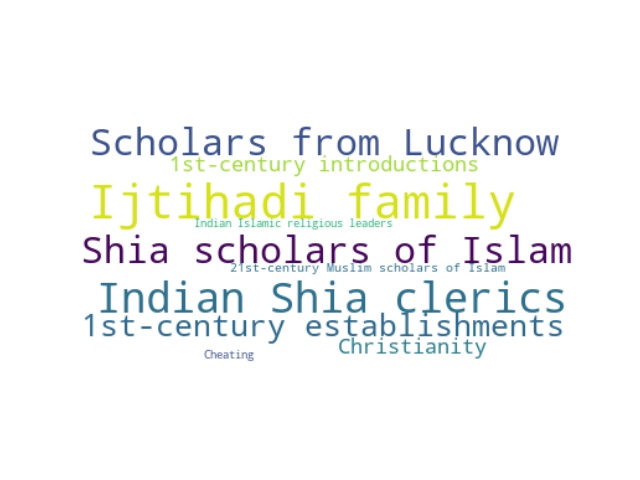 Scholars from Lucknow
1st-century introductions
Ijtihadi family
Indian Islamic religious leaders
Shia scholars of Islam
21st-century Muslim scholars of Islam
Indian Shia clerics
1st-century establishments
Christianity
Cheating